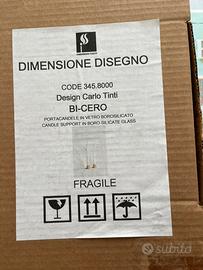 DIMENSIONE DISEGNO
CODE 345.8000
Design Carlo Tinti
BI-CERO
PORTACANDELE IN VETRO BOROSILICATO
CANDLE SUPPORT IN BORO-SILICATE GLASS
FRAGILE
subito